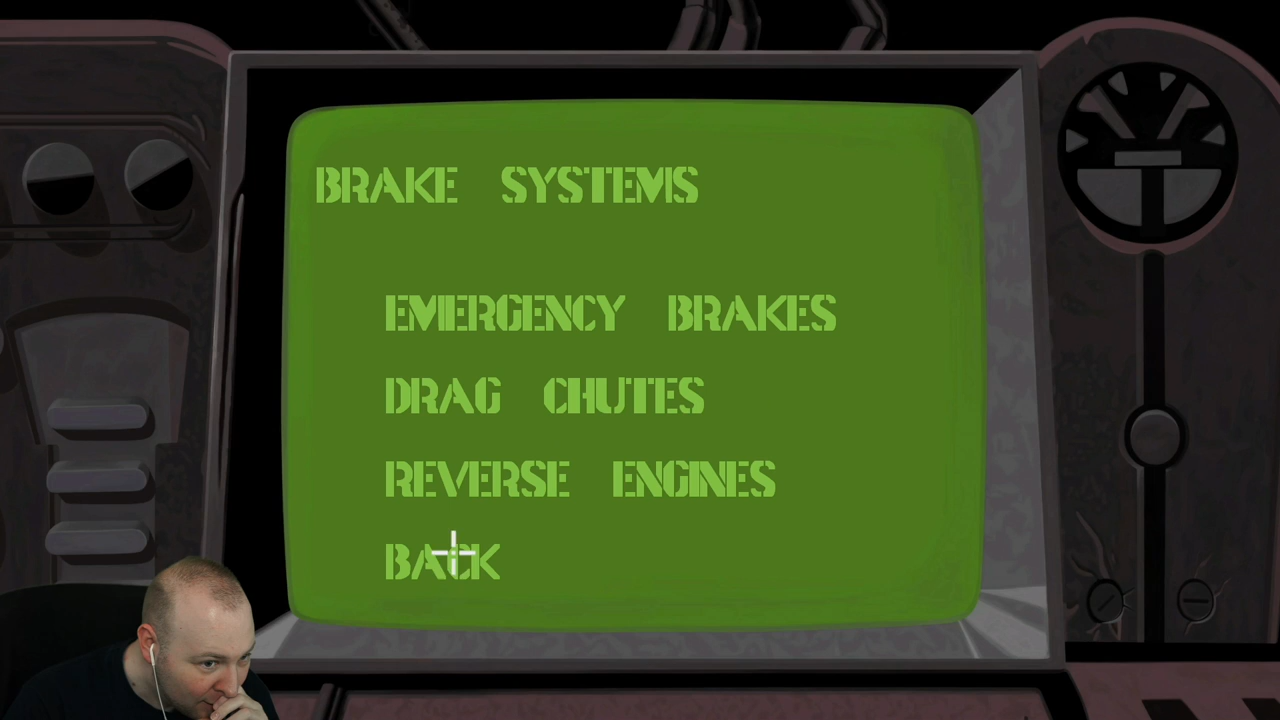 BRAKE SYSTEMS
EMERGENCY BRAKES
DRAG CHUTES
REVERSE ENGINES
BACK